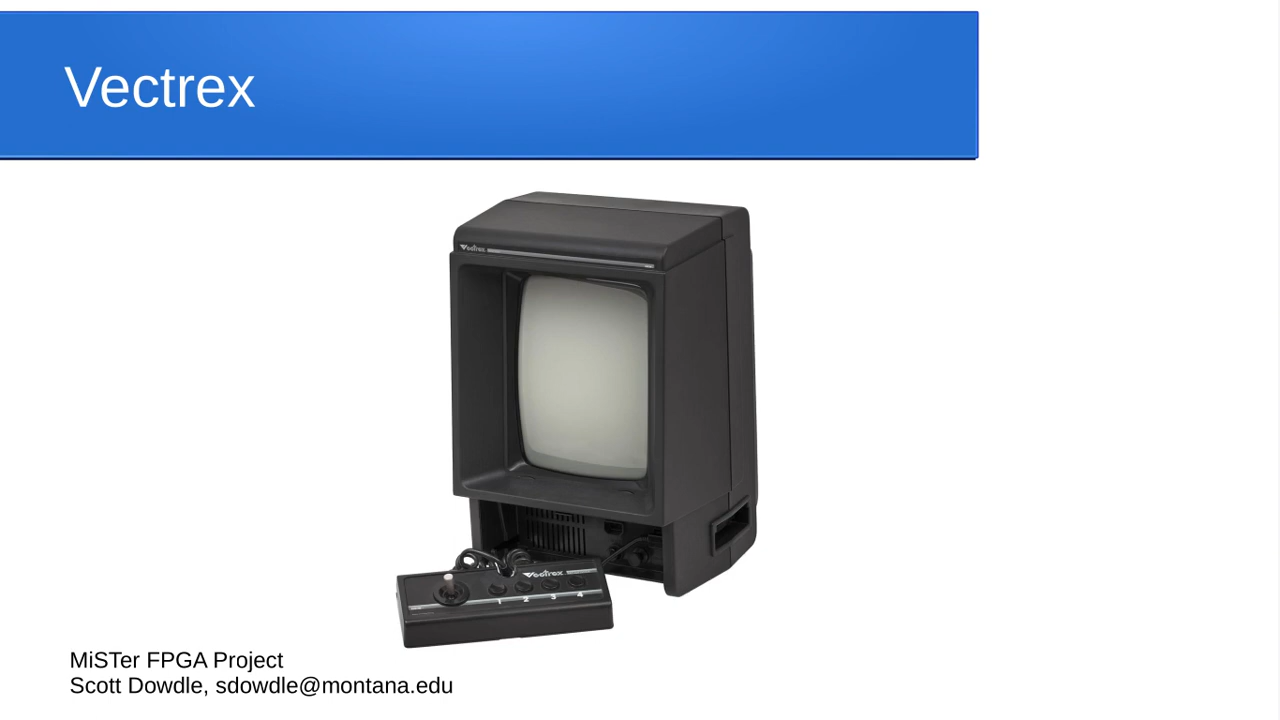 Vectrex
Vectrex
Vectrex
1 2 3 4
MiSTer FPGA Project
Scott Dowdle, sdowdle@montana.edu